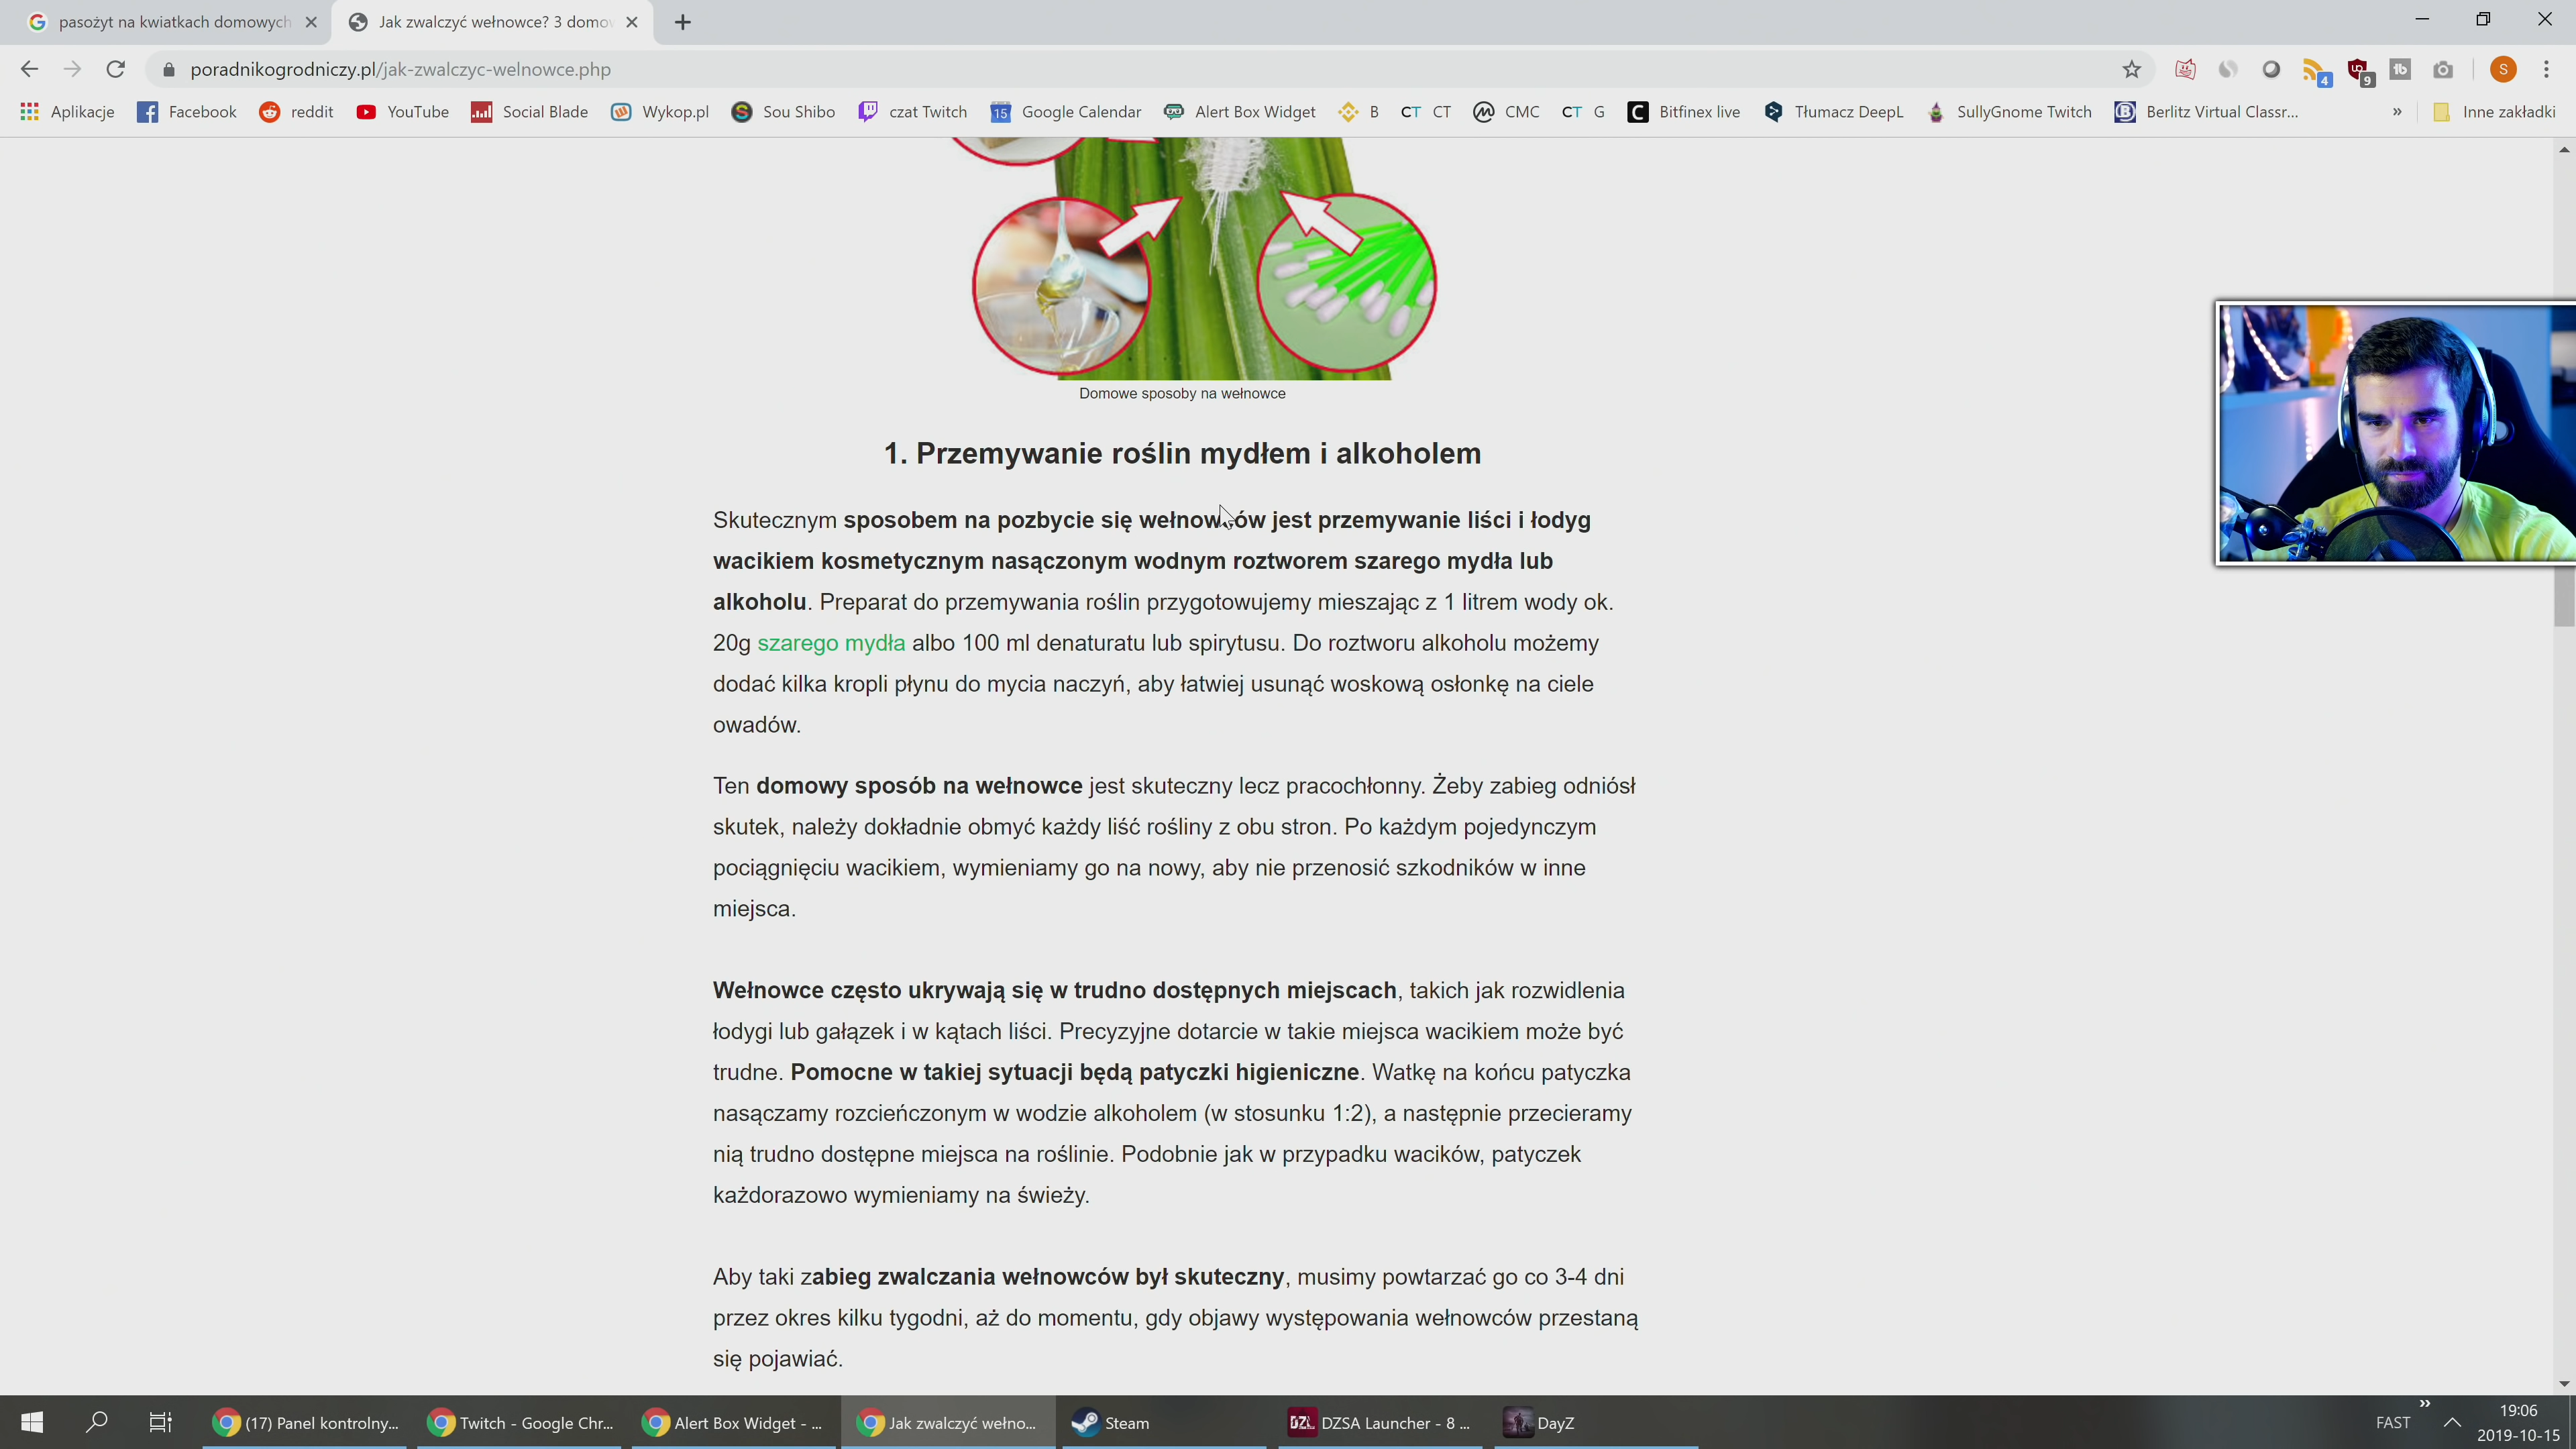 pasożyt na kwiatkach domowych
Jak zwalczyć wełnowce? 3 domo
poradnikogrodniczy.pl/jak-zwalczyc-welnowce.php
4
9
S
Aplikacje
Facebook
reddit
YouTube
Social Blade
Wykop.pl
Sou Shibo
czat Twitch
15
Google Calendar
Alert Box Widget
B
CT CT
CMC
CT G
Bitfinex live
Tłumacz DeepL
SullyGnome Twitch
Berlitz Virtual Classr...
»
Inne zakładki
Domowe sposoby na wełnowce
1. Przemywanie roślin mydłem i alkoholem
Skutecznym sposobem na pozbycie się wełnowców jest przemywanie liści i łodyg
wacikiem kosmetycznym nasączonym wodnym roztworem szarego mydła lub
alkoholu. Preparat do przemywania roślin przygotowujemy mieszając z 1 litrem wody ok.
20g szarego mydła albo 100 ml denaturatu lub spirytusu. Do roztworu alkoholu możemy
dodać kilka kropli płynu do mycia naczyń, aby łatwiej usunąć woskową osłonkę na ciele
owadów.
Ten domowy sposób na wełnowce jest skuteczny lecz pracochłonny. Żeby zabieg odniósł
skutek, należy dokładnie obmyć każdy liść rośliny z obu stron. Po każdym pojedynczym
pociągnięciu wacikiem, wymieniamy go na nowy, aby nie przenosić szkodników w inne
miejsca.
Wełnowce często ukrywają się w trudno dostępnych miejscach, takich jak rozwidlenia
łodygi lub gałązek i w kątach liści. Precyzyjne dotarcie w takie miejsca wacikiem może być
trudne. Pomocne w takiej sytuacji będą patyczki higieniczne. Watkę na końcu patyczka
nasączamy rozcieńczonym w wodzie alkoholem (w stosunku 1:2), a następnie przecieramy
nią trudno dostępne miejsca na roślinie. Podobnie jak w przypadku wacików, patyczek
każdorazowo wymieniamy na świeży.
Aby taki zabieg zwalczania wełnowców był skuteczny, musimy powtarzać go co 3-4 dni
przez okres kilku tygodni, aż do momentu, gdy objawy występowania wełnowców przestaną
się pojawiać.
(17) Panel kontrolny...
Twitch - Google Chr...
Alert Box Widget - ...
Jak zwalczyć wełno...
Steam
DZSA Launcher - 8 ...
DayZ
FAST
»
19:06
2019-10-15